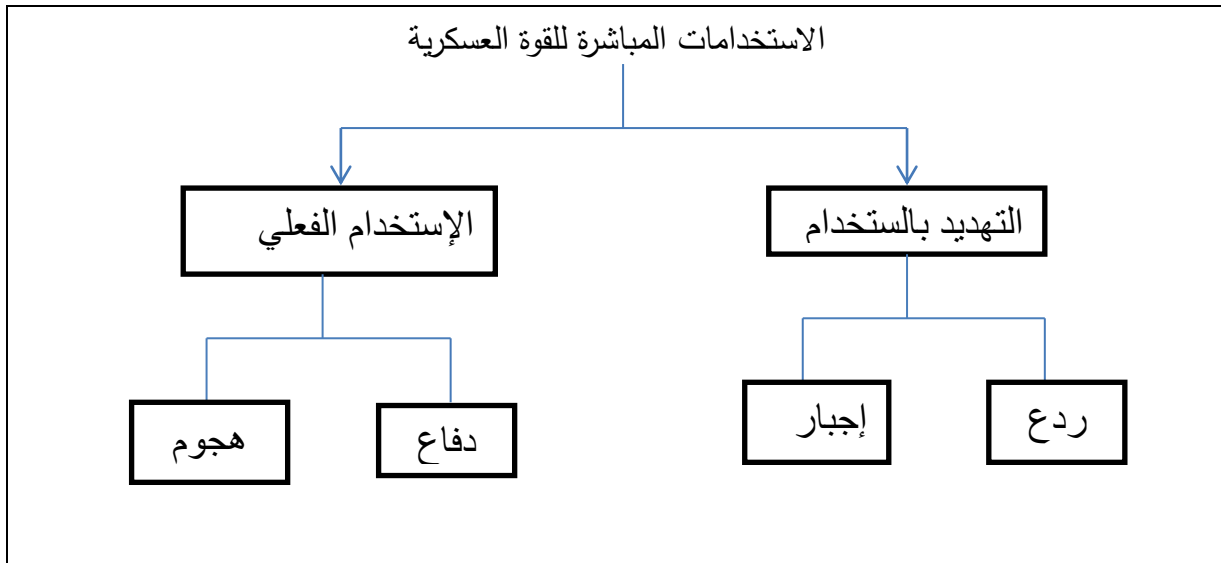 الاستخدامات المباشرة للقوة العسكرية
التهديد بالستخدام
الإستخدام الفعلي
ردع
إجبار
دفاع
هجوم